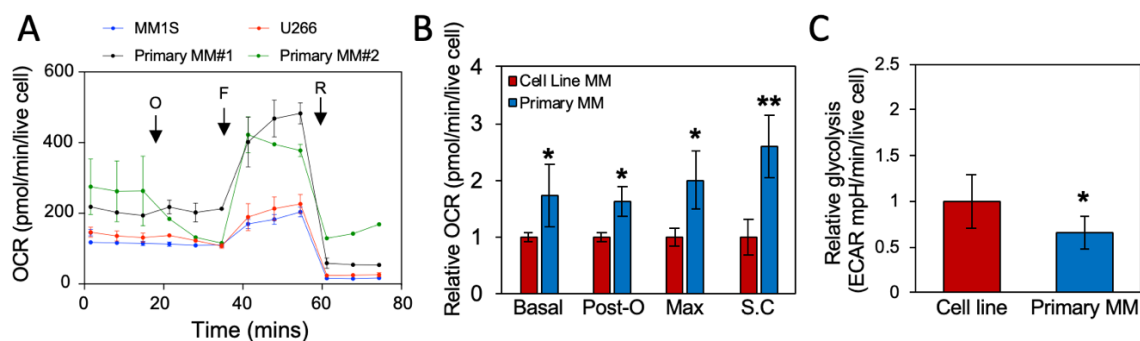 A
MM1S
U266
Primary MM#1
Primary MM#2
OCR (pmol/min/live cell)
600
400
200
0
O
F
R
0
20
40
60
80
Time (mins)
B
Relative OCR (pmol/min/live cell)
4
3
2
1
0
Cell Line MM
Primary MM
*
*
*
**
Basal
Post-O
Max
S.C
C
Relative glycolysis
(ECAR mpH/min/live cell)
2.5
2
1.5
1
0.5
0
*
Cell line
Primary MM